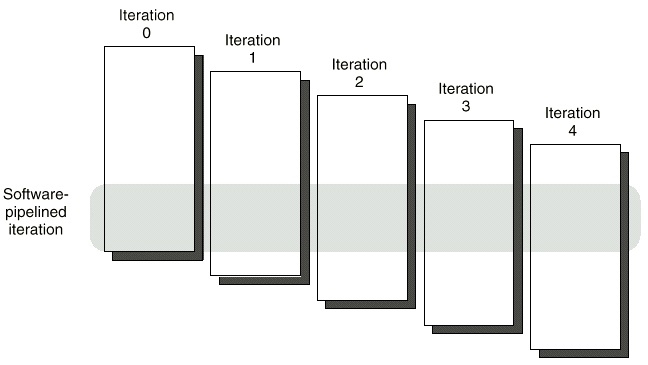 Iteration
0
Iteration
1
Iteration
2
Iteration
3
Iteration
4
Software-
pipelined
iteration